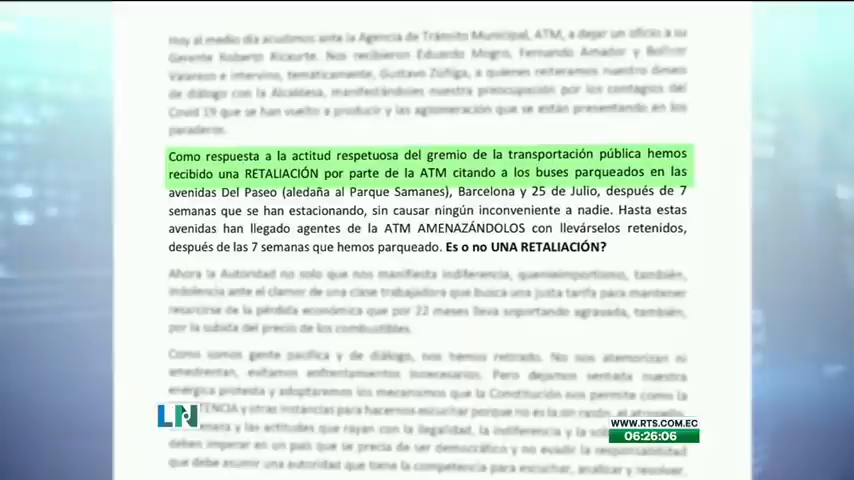 Hoy al medio día acudimos ante la Agencia de Tránsito Municipal, ATM, a dejar un oficio a su
Gerente Roberto Ricaurte. Nos recibieron Eduardo Mogro, Fernando Amador y Bolívar
Valarezo e intervino, temáticamente, Gustavo Zúñiga, a quienes reiteramos nuestro deseo
de diálogo con la Alcaldesa, manifestándoles nuestra preocupación por los contagios del
Covid 19 que se han vuelto a producir y las aglomeración que se están presentando en los
paraderos.
Como respuesta a la actitud respetuosa del gremio de la transportación pública hemos
recibido una RETALIACIÓN por parte de la ATM citando a los buses parqueados en las
avenidas Del Paseo (aledaña al Parque Samanes), Barcelona y 25 de Julio, después de 7
semanas que se han estacionando, sin causar ningún inconveniente a nadie. Hasta estas
avenidas han llegado agentes de la ATM AMENAZÁNDOLOS con llevárselos retenidos,
después de las 7 semanas que hemos parqueado. Es o no UNA RETALIACIÓN?
Ahora la Autoridad no solo que nos manifiesta indiferencia, quemeimportismo, también,
indolencia ante el clamor de una clase trabajadora que busca una justa tarifa para mantener
resarcirse de la pérdida económica que por 22 meses lleva soportando agravada, también,
por la subida del precio de los combustibles.
Como somos gente pacífica y de diálogo, nos hemos retirado. No nos atemorizan ni
amedrentan, evitamos enfrentamientos innecesarios. Pero dejamos sentada nuestra
energica protesta y adoptaremos los mecanismos que la Constitución nos permite como la
TENCIA y otras instancias para hacernos escuchar porque no es la sin razón, el
y las actitudes que rayan con la ilegalidad, la indiferencia y la
deben imperar en un país que se precia de ser democrático y no evadir la responsabilidad
que debe asumir una autoridad que tiene la competencia para escuchar, analizar y resolver.
LN
WWW.RTS.COM.EC
06:26:06